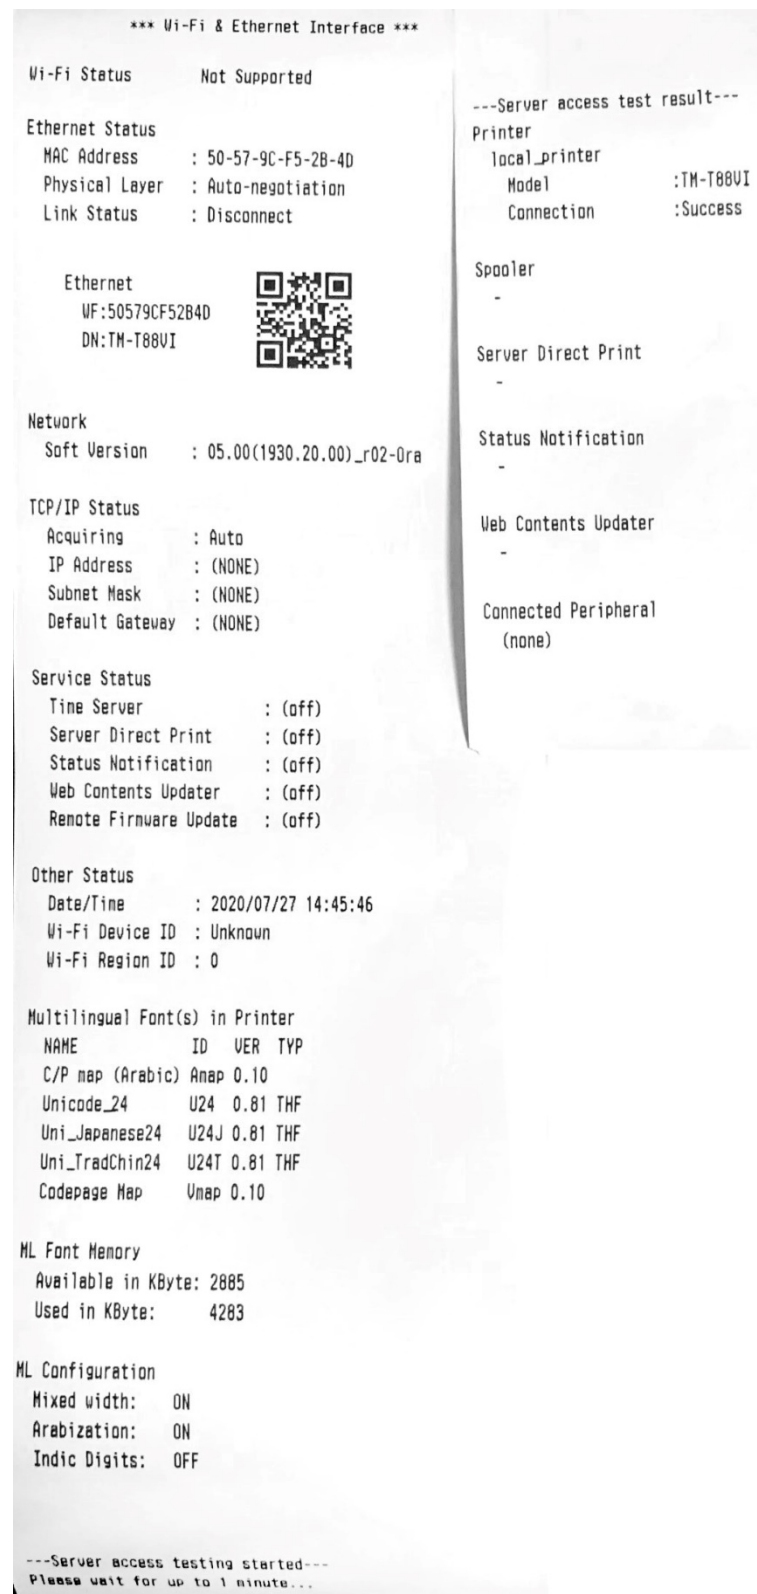 *** Wi-Fi & Ethernet Interface ***
Wi-Fi Status Not Supported
Ethernet Status
MAC Address : 50-57-9C-F5-2B-4D
Physical Layer : Auto-negotiation
Link Status : Disconnect
Ethernet
WF:50579CF52B4D
DN:TM-T88VI
Network
Soft Version : 05.00(1930.20.00)_r02-0ra
TCP/IP Status
Acquiring : Auto
IP Address : (NONE)
Subnet Mask : (NONE)
Default Gateway : (NONE)
Service Status
Time Server : (off)
Server Direct Print : (off)
Status Notification : (off)
Web Contents Updater : (off)
Remote Firmware Update : (off)
Other Status
Date/Time : 2020/07/27 14:45:46
Wi-Fi Device ID : Unknown
Wi-Fi Region ID : 0
Multilingual Font(s) in Printer
NAME ID VER TYP
C/P map (Arabic) Amap 0.10
Unicode_24 U24 0.81 THF
Uni_Japanese24 U24J 0.81 THF
Uni_TradChin24 U24T 0.81 THF
Codepage Map Vmap 0.10
ML Font Memory
Available in KByte: 2885
Used in KByte: 4283
ML Configuration
Mixed width: ON
Arabization: ON
Indic Digits: OFF
---Server access testing started---
Please wait for up to 1 minute...
---Server access test result---
Printer
local_printer
Model :TM-T88VI
Connection :Success
Spooler
-
Server Direct Print
-
Status Notification
-
Web Contents Updater
-
Connected Peripheral
(none)